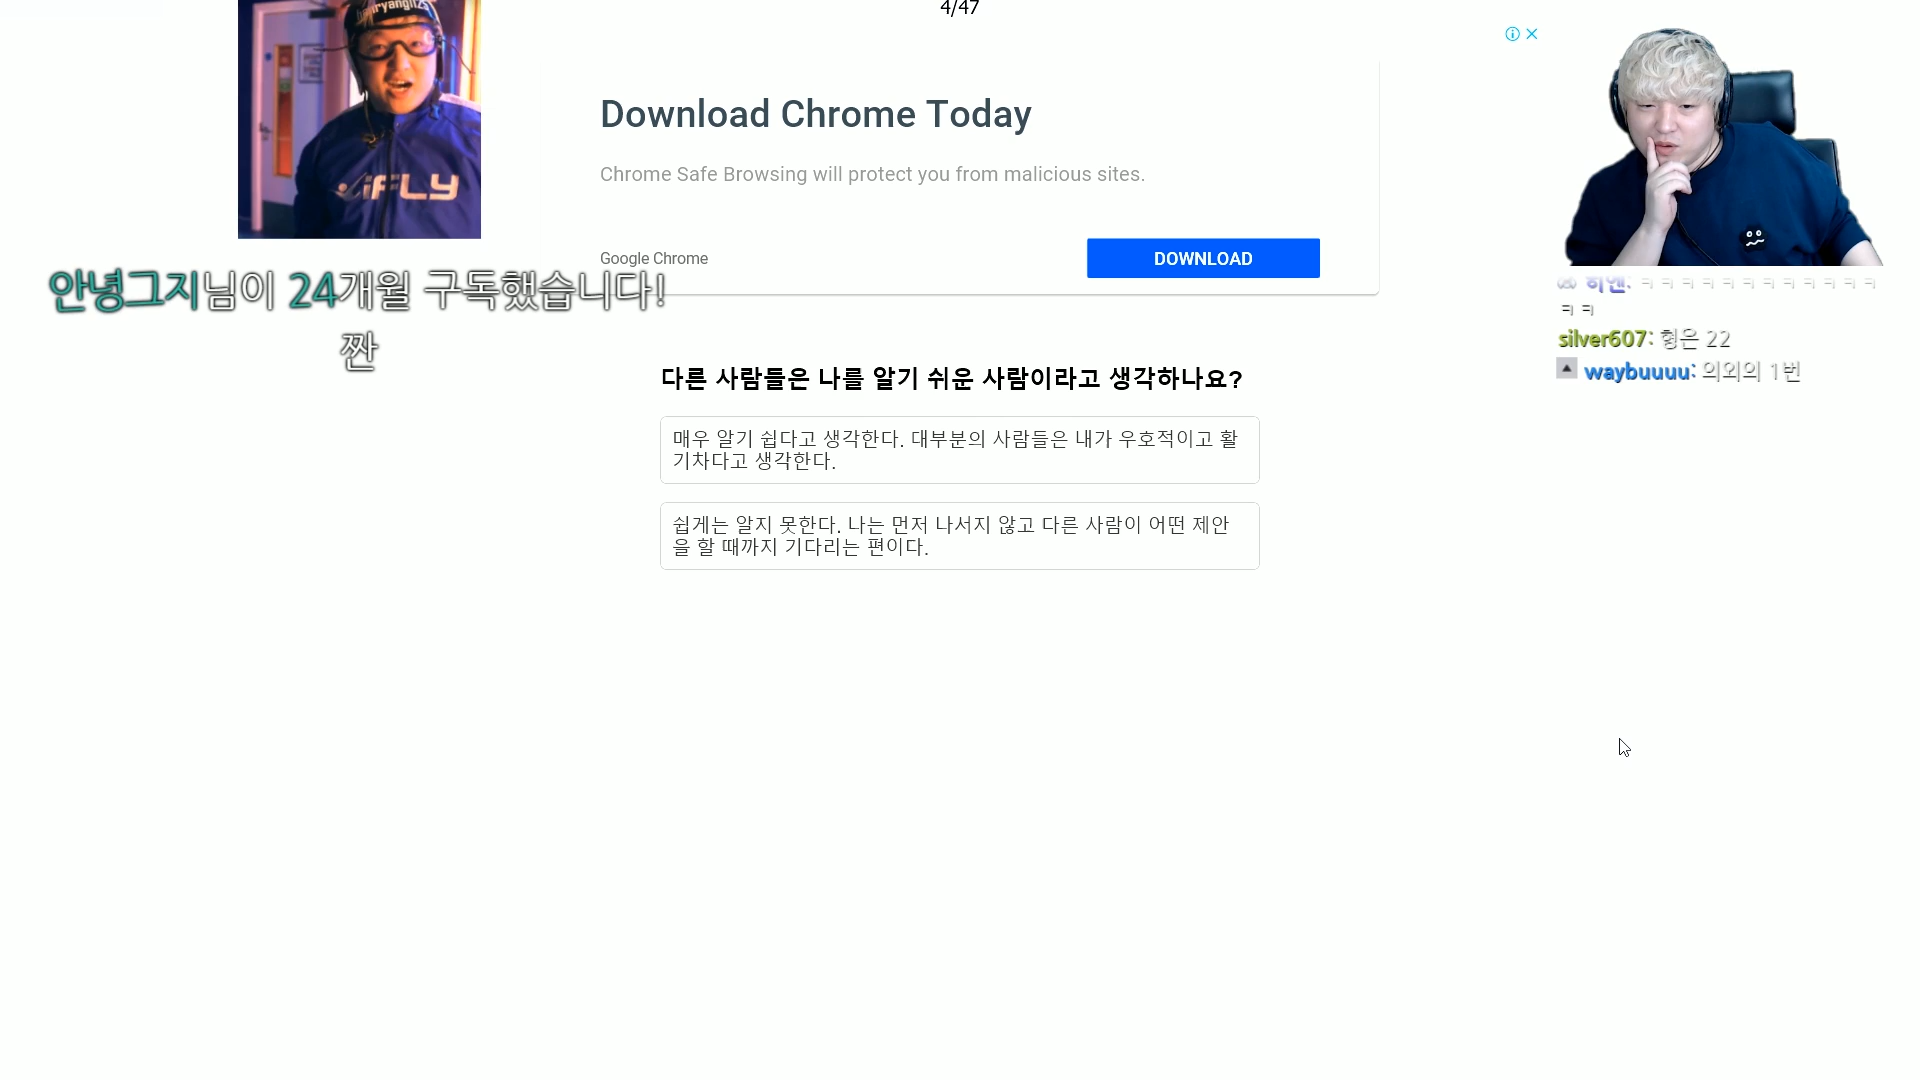 4/47
iFLY
Download Chrome Today
Chrome Safe Browsing will protect you from malicious sites.
Google Chrome
DOWNLOAD
안녕그지님이 24개월 구독했습니다!
짠
히엔: ㅋㅋㅋㅋㅋㅋㅋㅋㅋㅋㅋㅋ
ㅋㅋ
silver607: 형은 22
waybuuuu: 의외의 1번
다른 사람들은 나를 알기 쉬운 사람이라고 생각하나요?
매우 알기 쉽다고 생각한다. 대부분의 사람들은 내가 우호적이고 활
기차다고 생각한다.
쉽게는 알지 못한다. 나는 먼저 나서지 않고 다른 사람이 어떤 제안
을 할 때까지 기다리는 편이다.